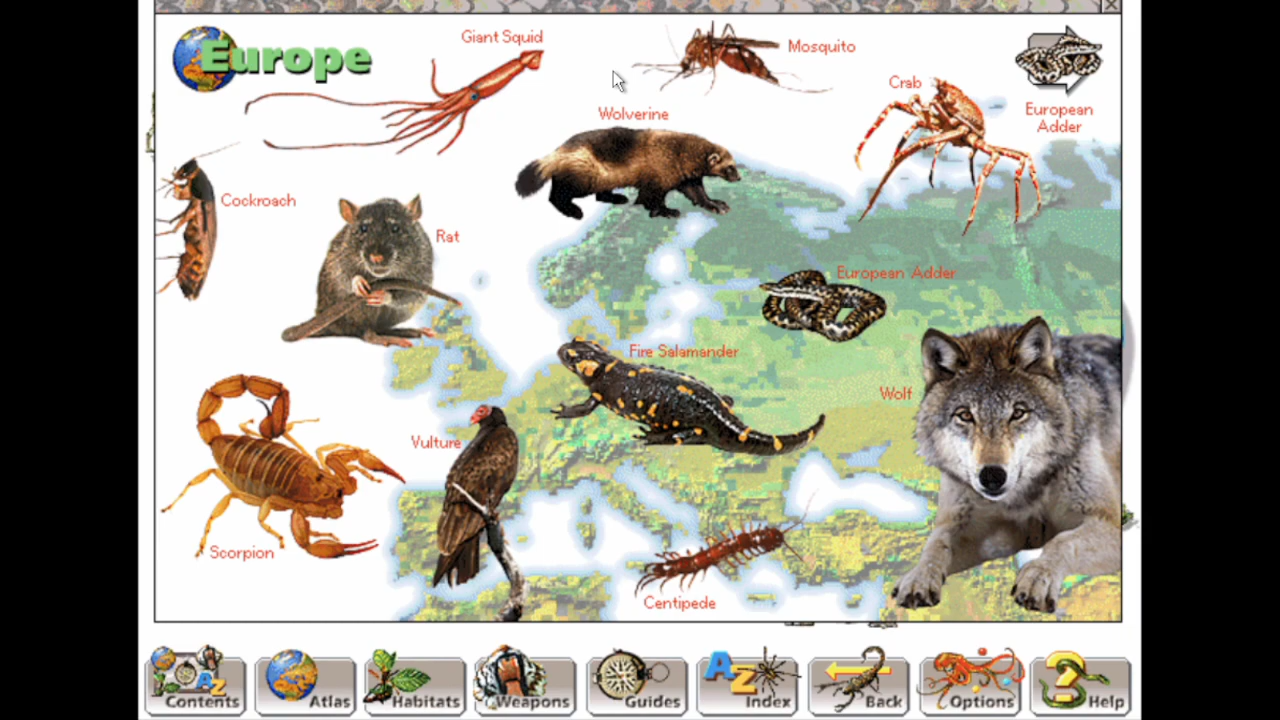 Europe
Giant Squid
Mosquito
Wolverine
Crab
European
Adder
Cockroach
Rat
European Adder
Fire Salamander
Wolf
Vulture
Scorpion
Centipede
Contents
Atlas
Habitats
Weapons
Guides
AZ
Index
Back
Options
?
Help